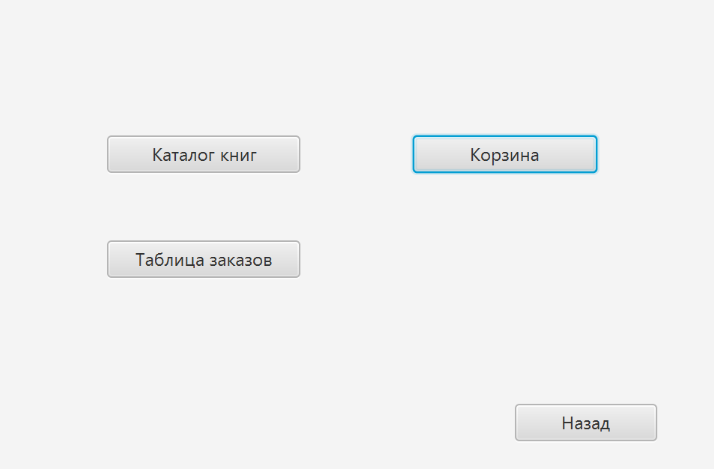 Каталог книг
Корзина
Таблица заказов
Назад